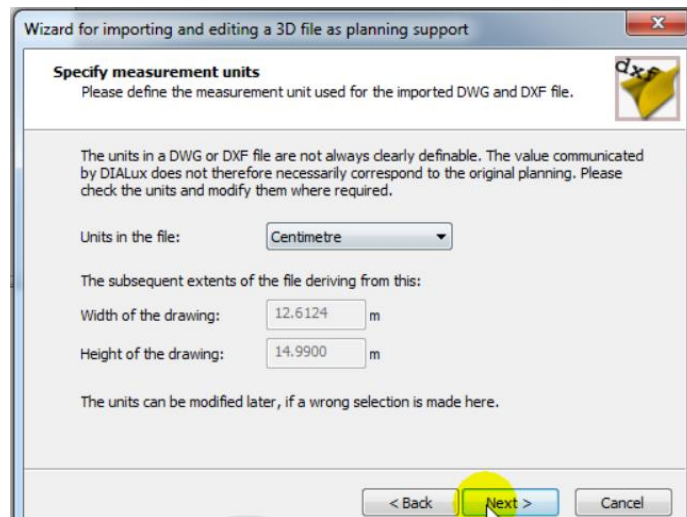 Wizard for importing and editing a 3D file as planning support
Specify measurement units
Please define the measurement unit used for the imported DWG and DXF file.
dxf
The units in a DWG or DXF file are not always clearly definable. The value communicated
by DIALux does not therefore necessarily correspond to the original planning. Please
check the units and modify them where required.
Units in the file: Centimetre
The subsequent extents of the file deriving from this:
Width of the drawing: 12.6124 m
Height of the drawing: 14.9900 m
The units can be modified later, if a wrong selection is made here.
< Back Next > Cancel